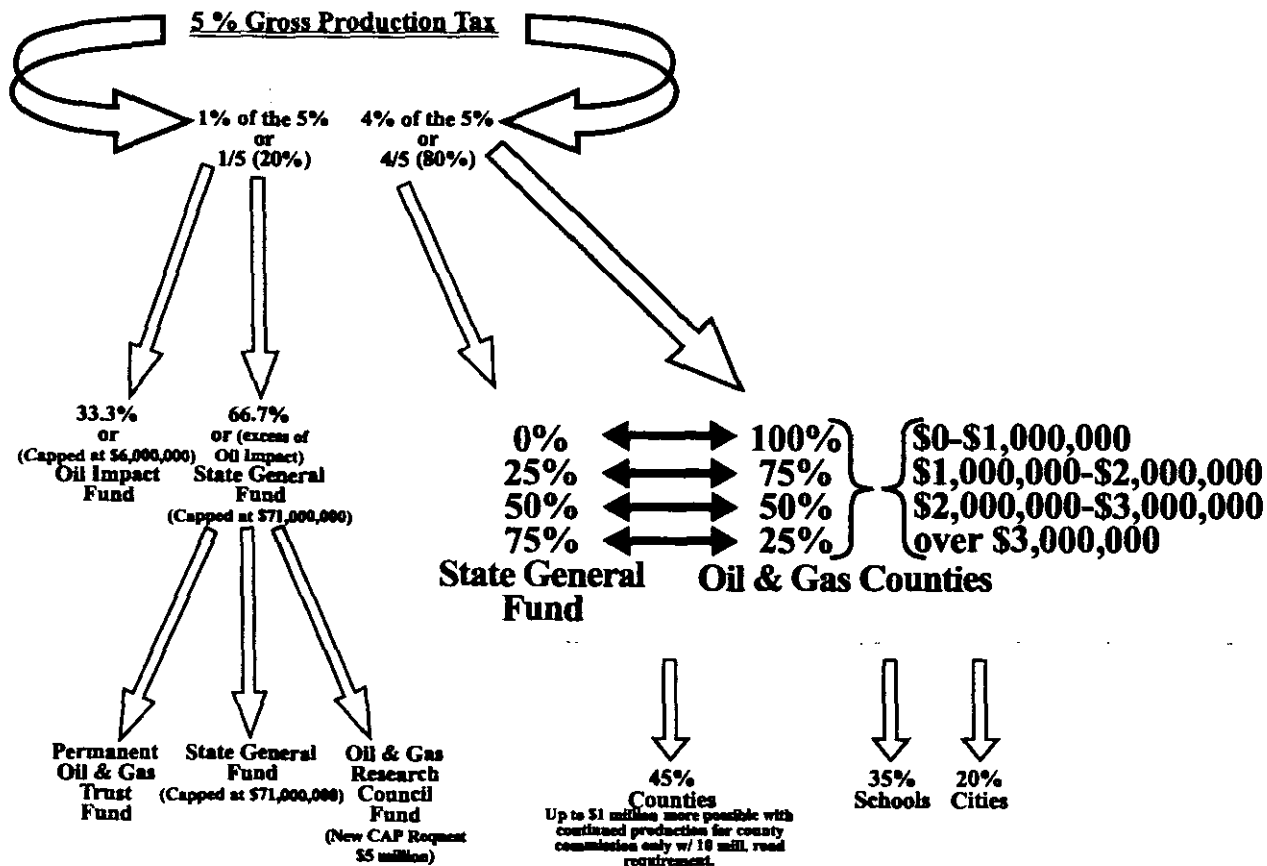 5 % Gross Production Tax
1% of the 5%
or
1/5 (20%)
4% of the 5%
or
4/5 (80%)
33.3%
or
(Capped at $6,000,000)
Oil Impact
Fund
66.7%
or (excess of
Oil Impact)
State General
Fund
(Capped at $71,000,000)
0% 100% $0-$1,000,000
25% 75% $1,000,000-$2,000,000
50% 50% $2,000,000-$3,000,000
75% 25% over $3,000,000
State General
Fund
Oil & Gas Counties
Permanent
Oil & Gas
Trust
Fund
State General
Fund
(Capped at $71,000,000)
Oil & Gas
Research
Council
Fund
(New CAP Request
$5 million)
45%
Counties
Up to $1 million more possible with
continued production for county
commission only w/ 10 mill, road
requirement.
35%
Schools
20%
Cities